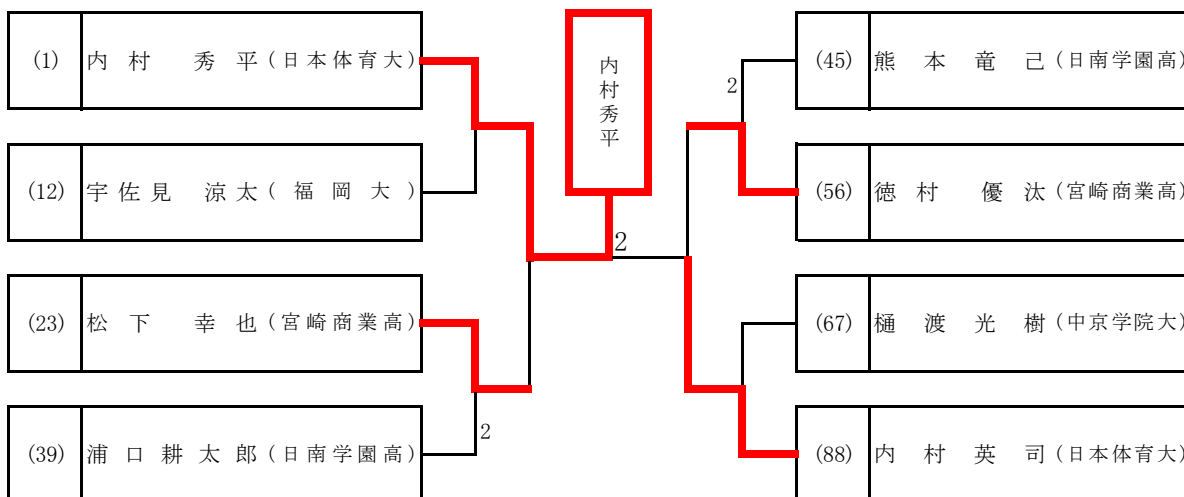 (1) 内村 秀平 (日本体育大)
(12) 宇佐見 涼太 (福岡大)
(23) 松下 幸也 (宮崎商業高)
(39) 浦口耕太郎 (日南学園高)
2
内村秀平
2
(45) 熊本竜己 (日南学園高)
2
(56) 徳村 優汰 (宮崎商業高)
(67) 樋渡光樹 (中京学院大)
(88) 内村英司 (日本体育大)